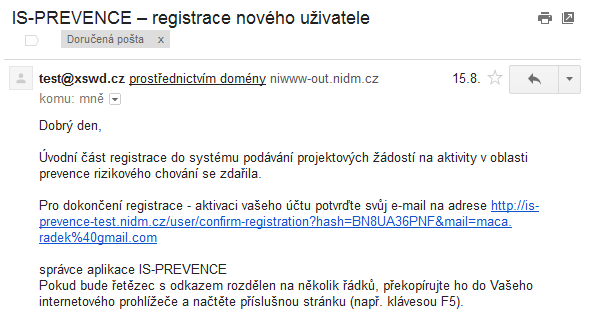 IS-PREVENCE – registrace nového uživatele
Doručená pošta x
test@xswd.cz prostřednictvím domény niwww-out.nidm.cz 15.8.
komu: mně
Dobrý den,
Úvodní část registrace do systému podávání projektových žádostí na aktivity v oblasti
prevence rizikového chování se zdařila.
Pro dokončení registrace - aktivaci vašeho účtu potvrďte svůj e-mail na adrese http://is-
prevence-test.nidm.cz/user/confirm-registration?hash=BN8UA36PNF&mail=maca.
radek%40gmail.com
správce aplikace IS-PREVENCE
Pokud bude řetězec s odkazem rozdělen na několik řádků, překopírujte ho do Vašeho
internetového prohlížeče a načtěte příslušnou stránku (např. klávesou F5).